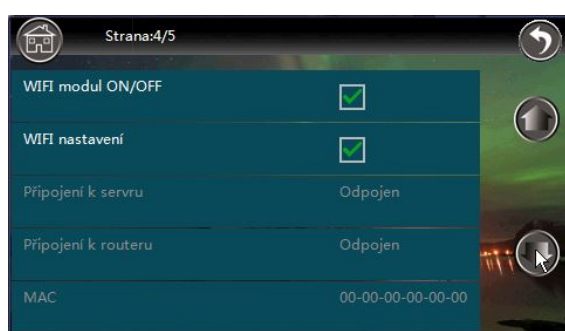 Strana:4/5
WIFI modul ON/OFF
WIFI nastavení
Připojení k servru Odpojen
Připojení k routeru Odpojen
MAC 00-00-00-00-00-00